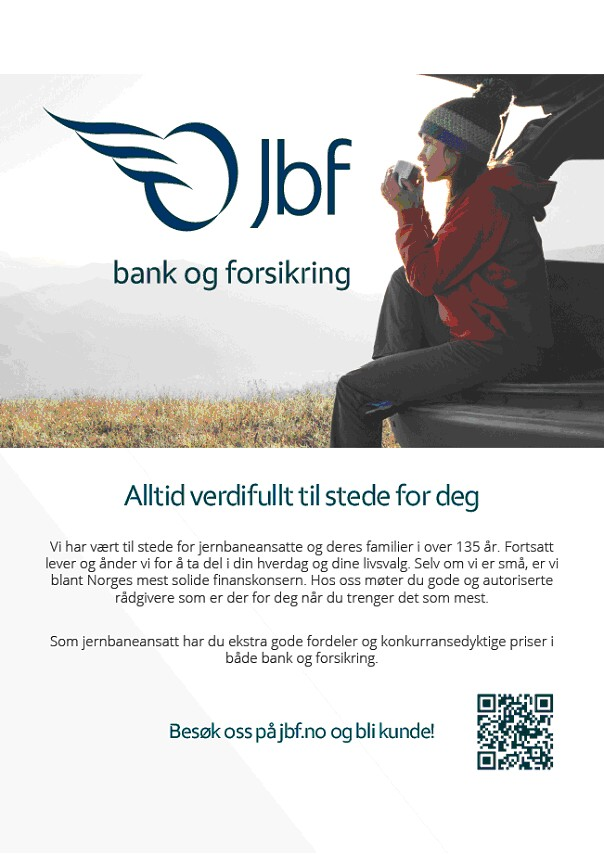 Jbf
bank og forsikring
Alltid verdifullt til stede for deg
Vi har vært til stede for jernbaneansatte og deres familier i over 135 år. Fortsatt
lever og ånder vi for å ta del i din hverdag og dine livsvalg. Selv om vi er små, er vi
blant Norges mest solide finanskonsern. Hos oss møter du gode og autoriserte
rådgivere som er der for deg når du trenger det som mest.
Som jernbaneansatt har du ekstra gode fordeler og konkurransedyktige priser i
både bank og forsikring.
Besøk oss på jbf.no og bli kunde!